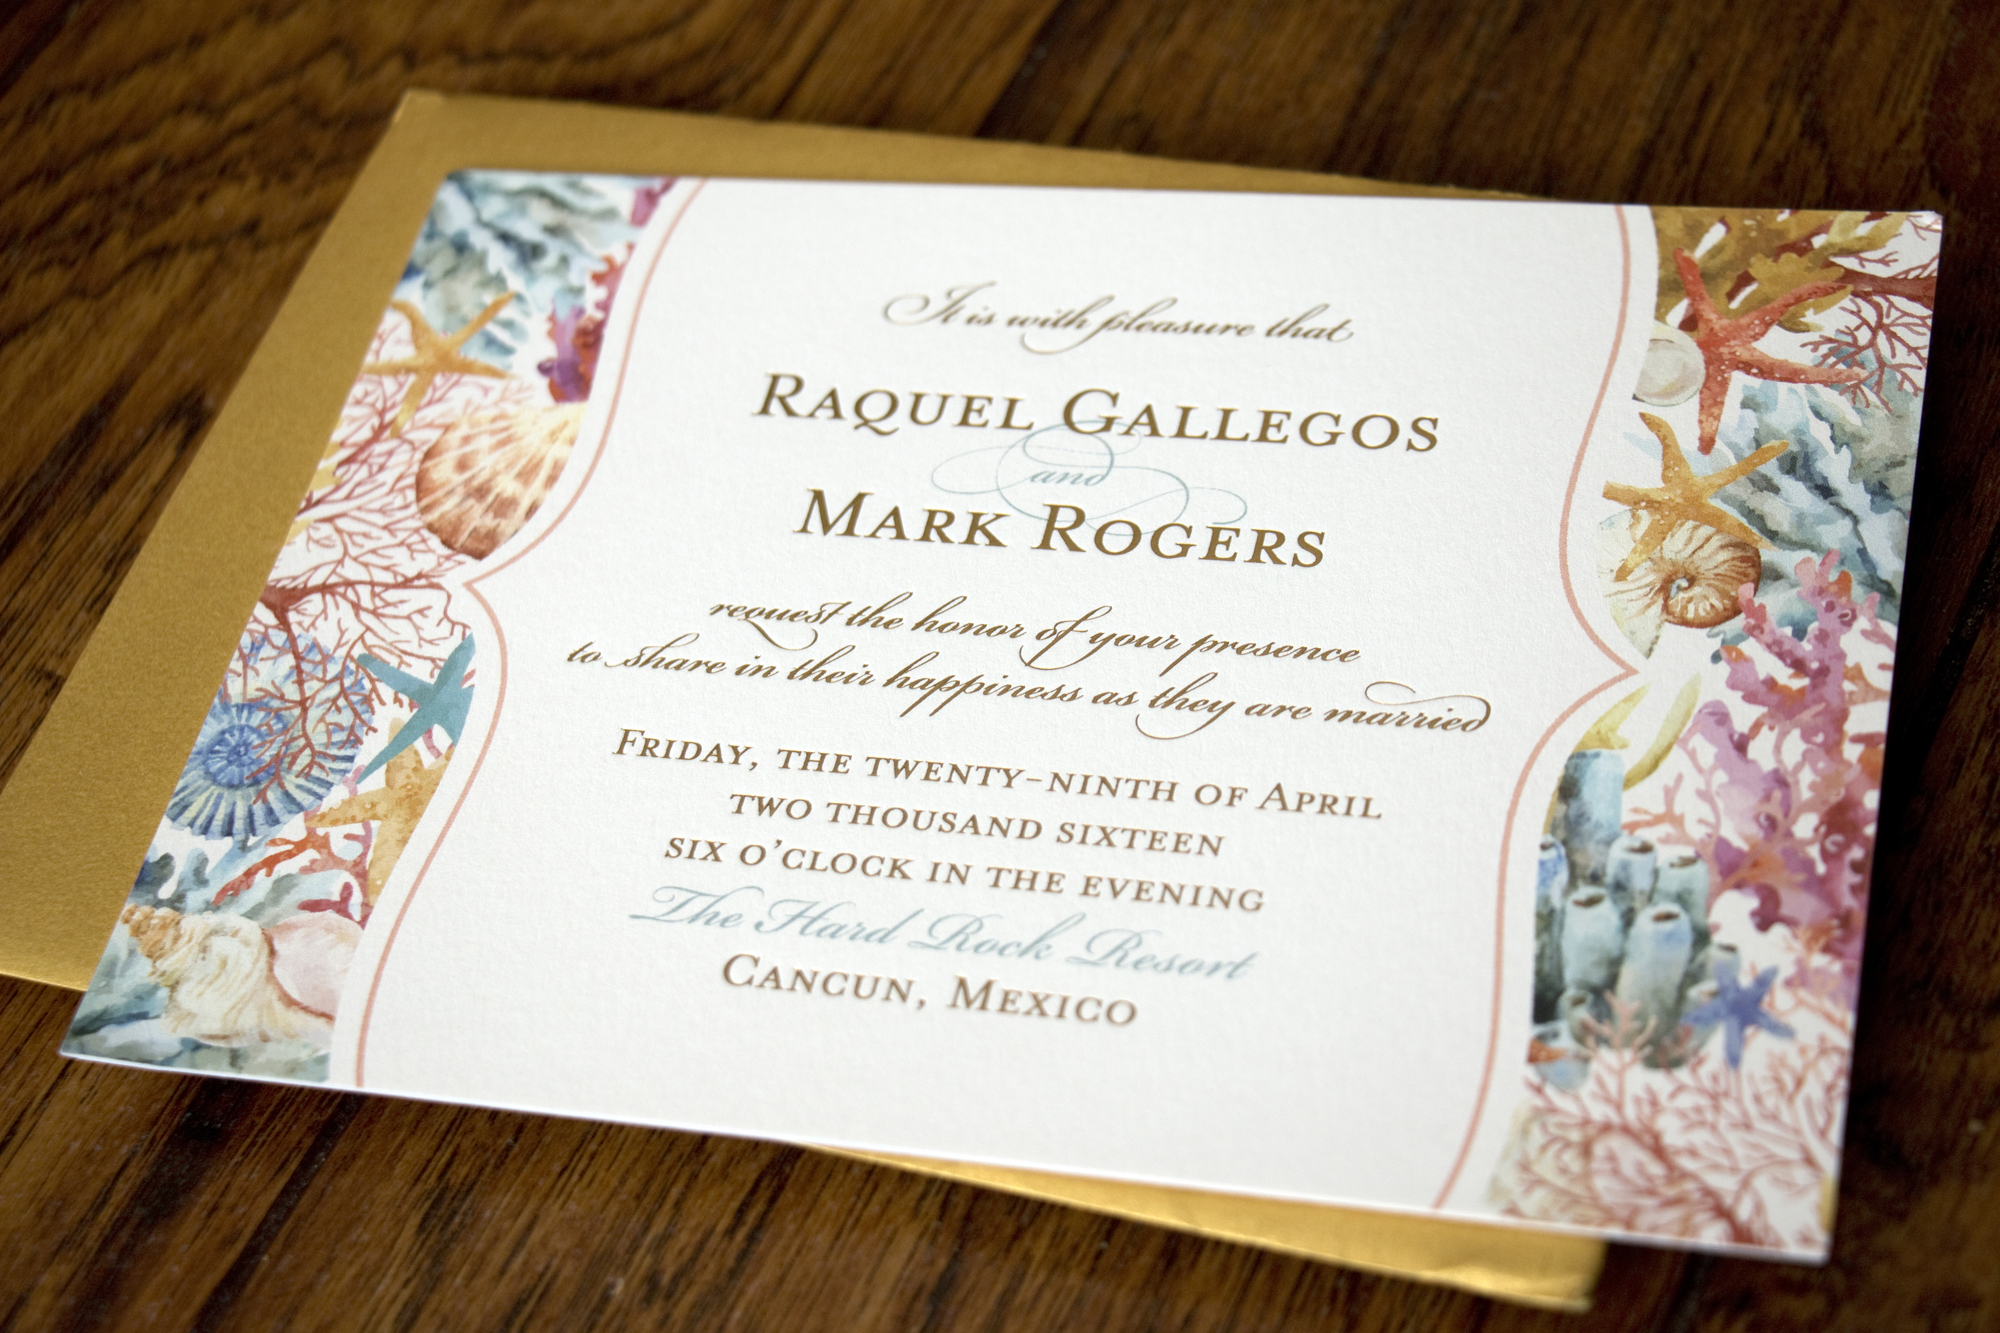 It is with pleasure that
Raquel Gallegos
and
Mark Rogers
request the honor of your presence
to share in their happiness as they are married
Friday, the twenty-ninth of April
two thousand sixteen
six o'clock in the evening
The Hard Rock Resort
Cancun, Mexico